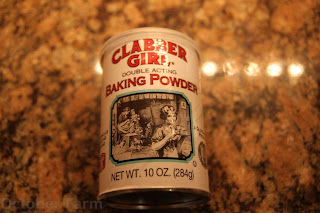 CLABBER
GIRL
DOUBLE ACTING
BAKING POWDER
NET WT. 10 OZ. (284g)
October Farm